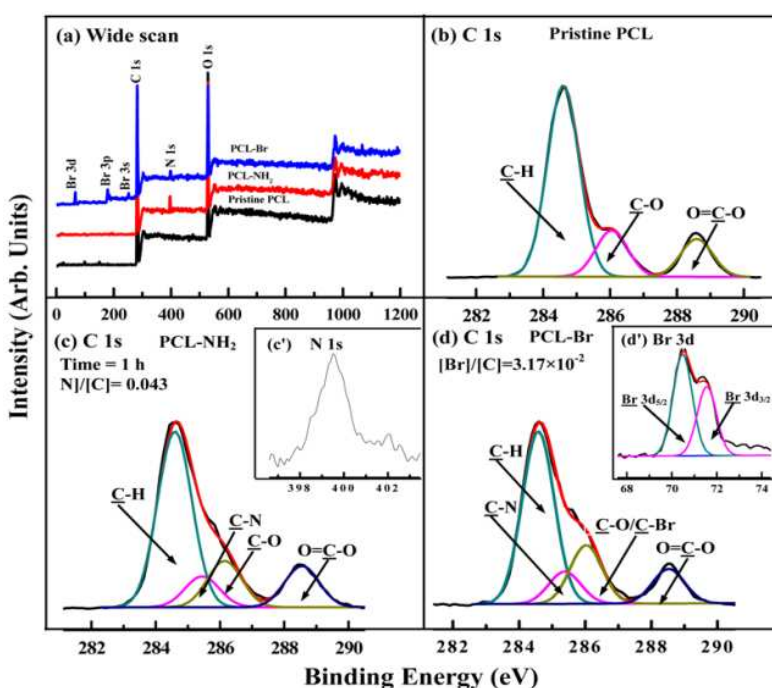 Intensity (Arb. Units)
(a) Wide scan
C 1s
O 1s
Br 3d
Br 3p
Br 3s
N 1s
PCL-Br
PCL-NH₂
Pristine PCL
0 200 400 600 800 1000 1200
(b) C 1s Pristine PCL
C-H
C-O
O=C-O
282 284 286 288 290
(c) C 1s PCL-NH₂
Time = 1 h
N]/[C]= 0.043
(c') N 1s
398 400 402
C-H
C-N
C-O
O=C-O
282 284 286 288 290
(d) C 1s PCL-Br
[Br]/[C]=3.17×10⁻²
(d') Br 3d
Br 3d₅/₂
Br 3d₃/₂
68 70 72 74
C-H
C-N
C-O/C-Br
O=C-O
282 284 286 288 290
Binding Energy (eV)